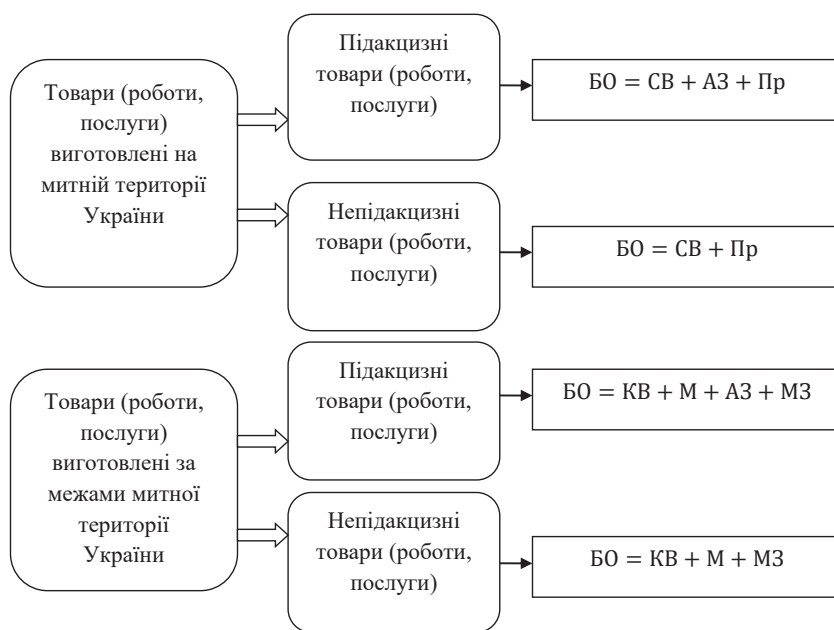 Товари (роботи,
послуги)
виготовлені на
митній території
України
Підакцизні
товари (роботи,
послуги)
БО = СВ + АЗ + Пр
Непідакцизні
товари (роботи,
послуги)
БО = СВ + Пр
Товари (роботи,
послуги)
виготовлені за
межами митної
території
України
Підакцизні
товари (роботи,
послуги)
БО = КВ + М + АЗ + МЗ
Непідакцизні
товари (роботи,
послуги)
БО = КВ + М + МЗ